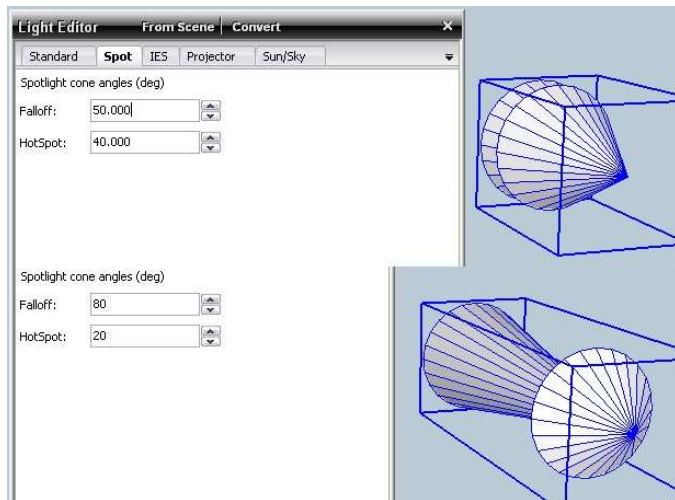 Light Editor From Scene Convert
Standard Spot IES Projector Sun/Sky
Spotlight cone angles (deg)
Falloff: 50.000
HotSpot: 40.000
Spotlight cone angles (deg)
Falloff: 80
HotSpot: 20